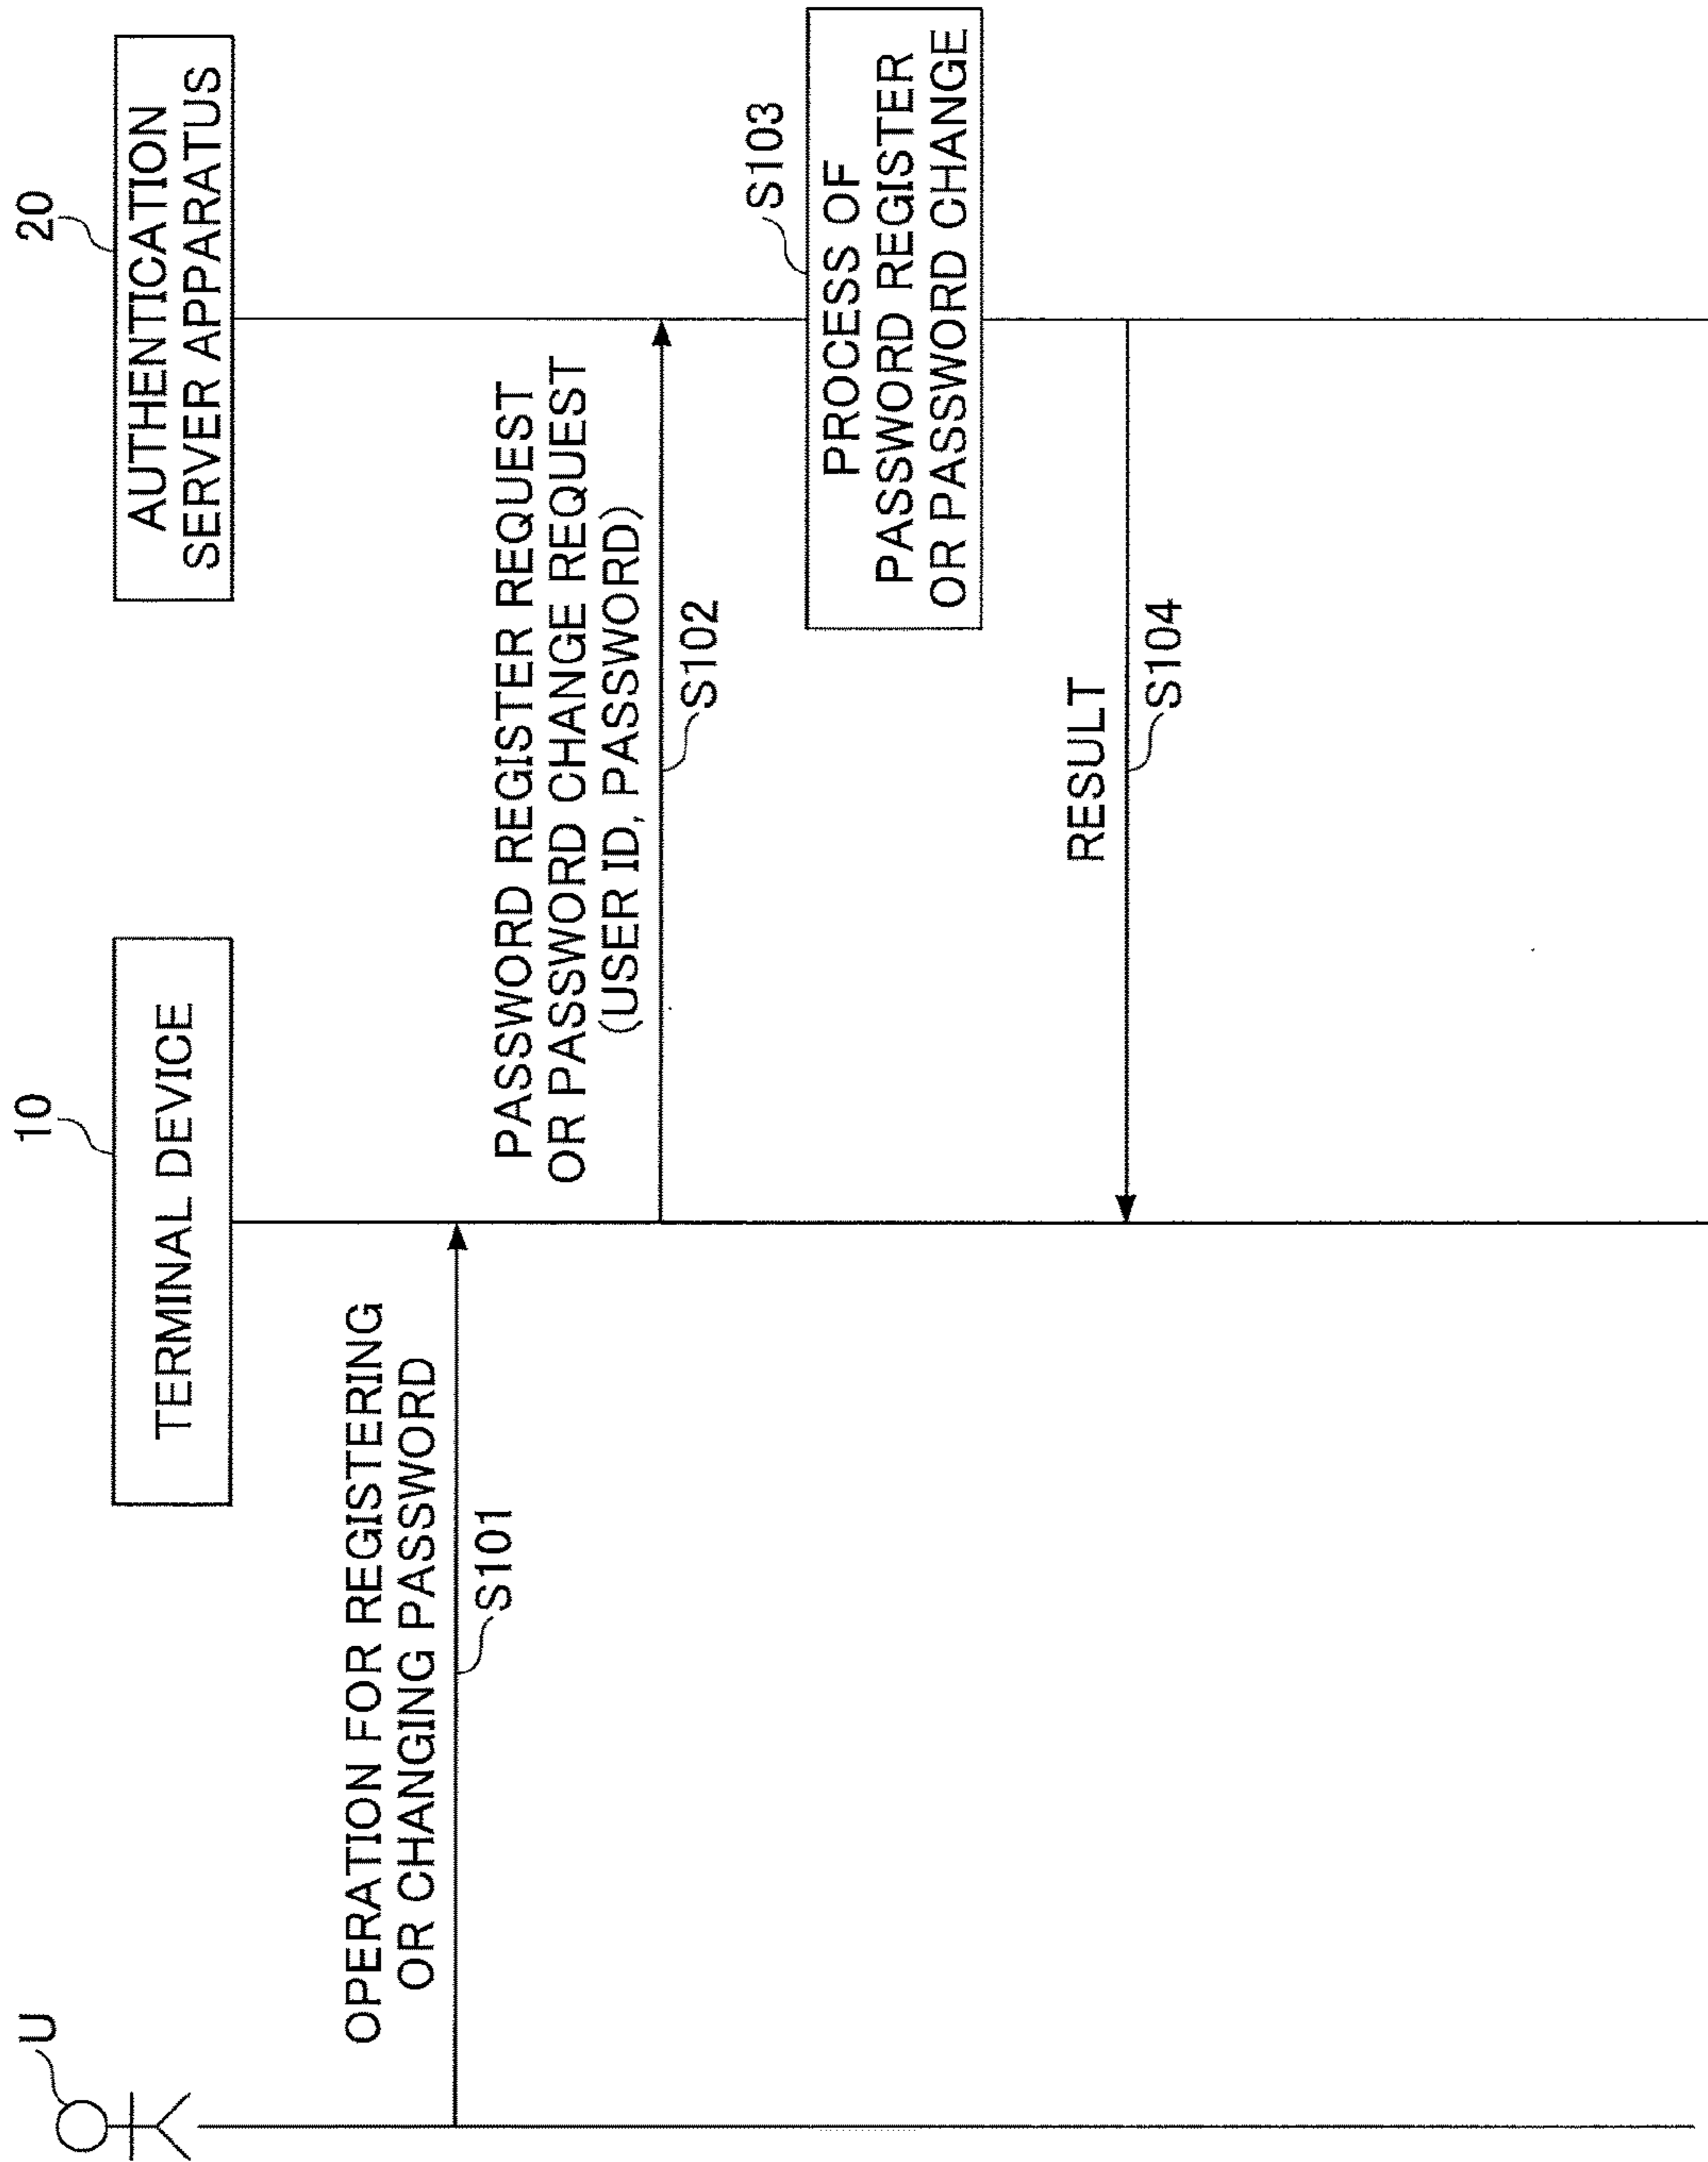 U
10
TERMINAL DEVICE
20
AUTHENTICATION
SERVER APPARATUS
OPERATION FOR REGISTERING
OR CHANGING PASSWORD
S101
PASSWORD REGISTER REQUEST
OR PASSWORD CHANGE REQUEST
(USER ID, PASSWORD)
S102
S103
PROCESS OF
PASSWORD REGISTER
OR PASSWORD CHANGE
RESULT
S104